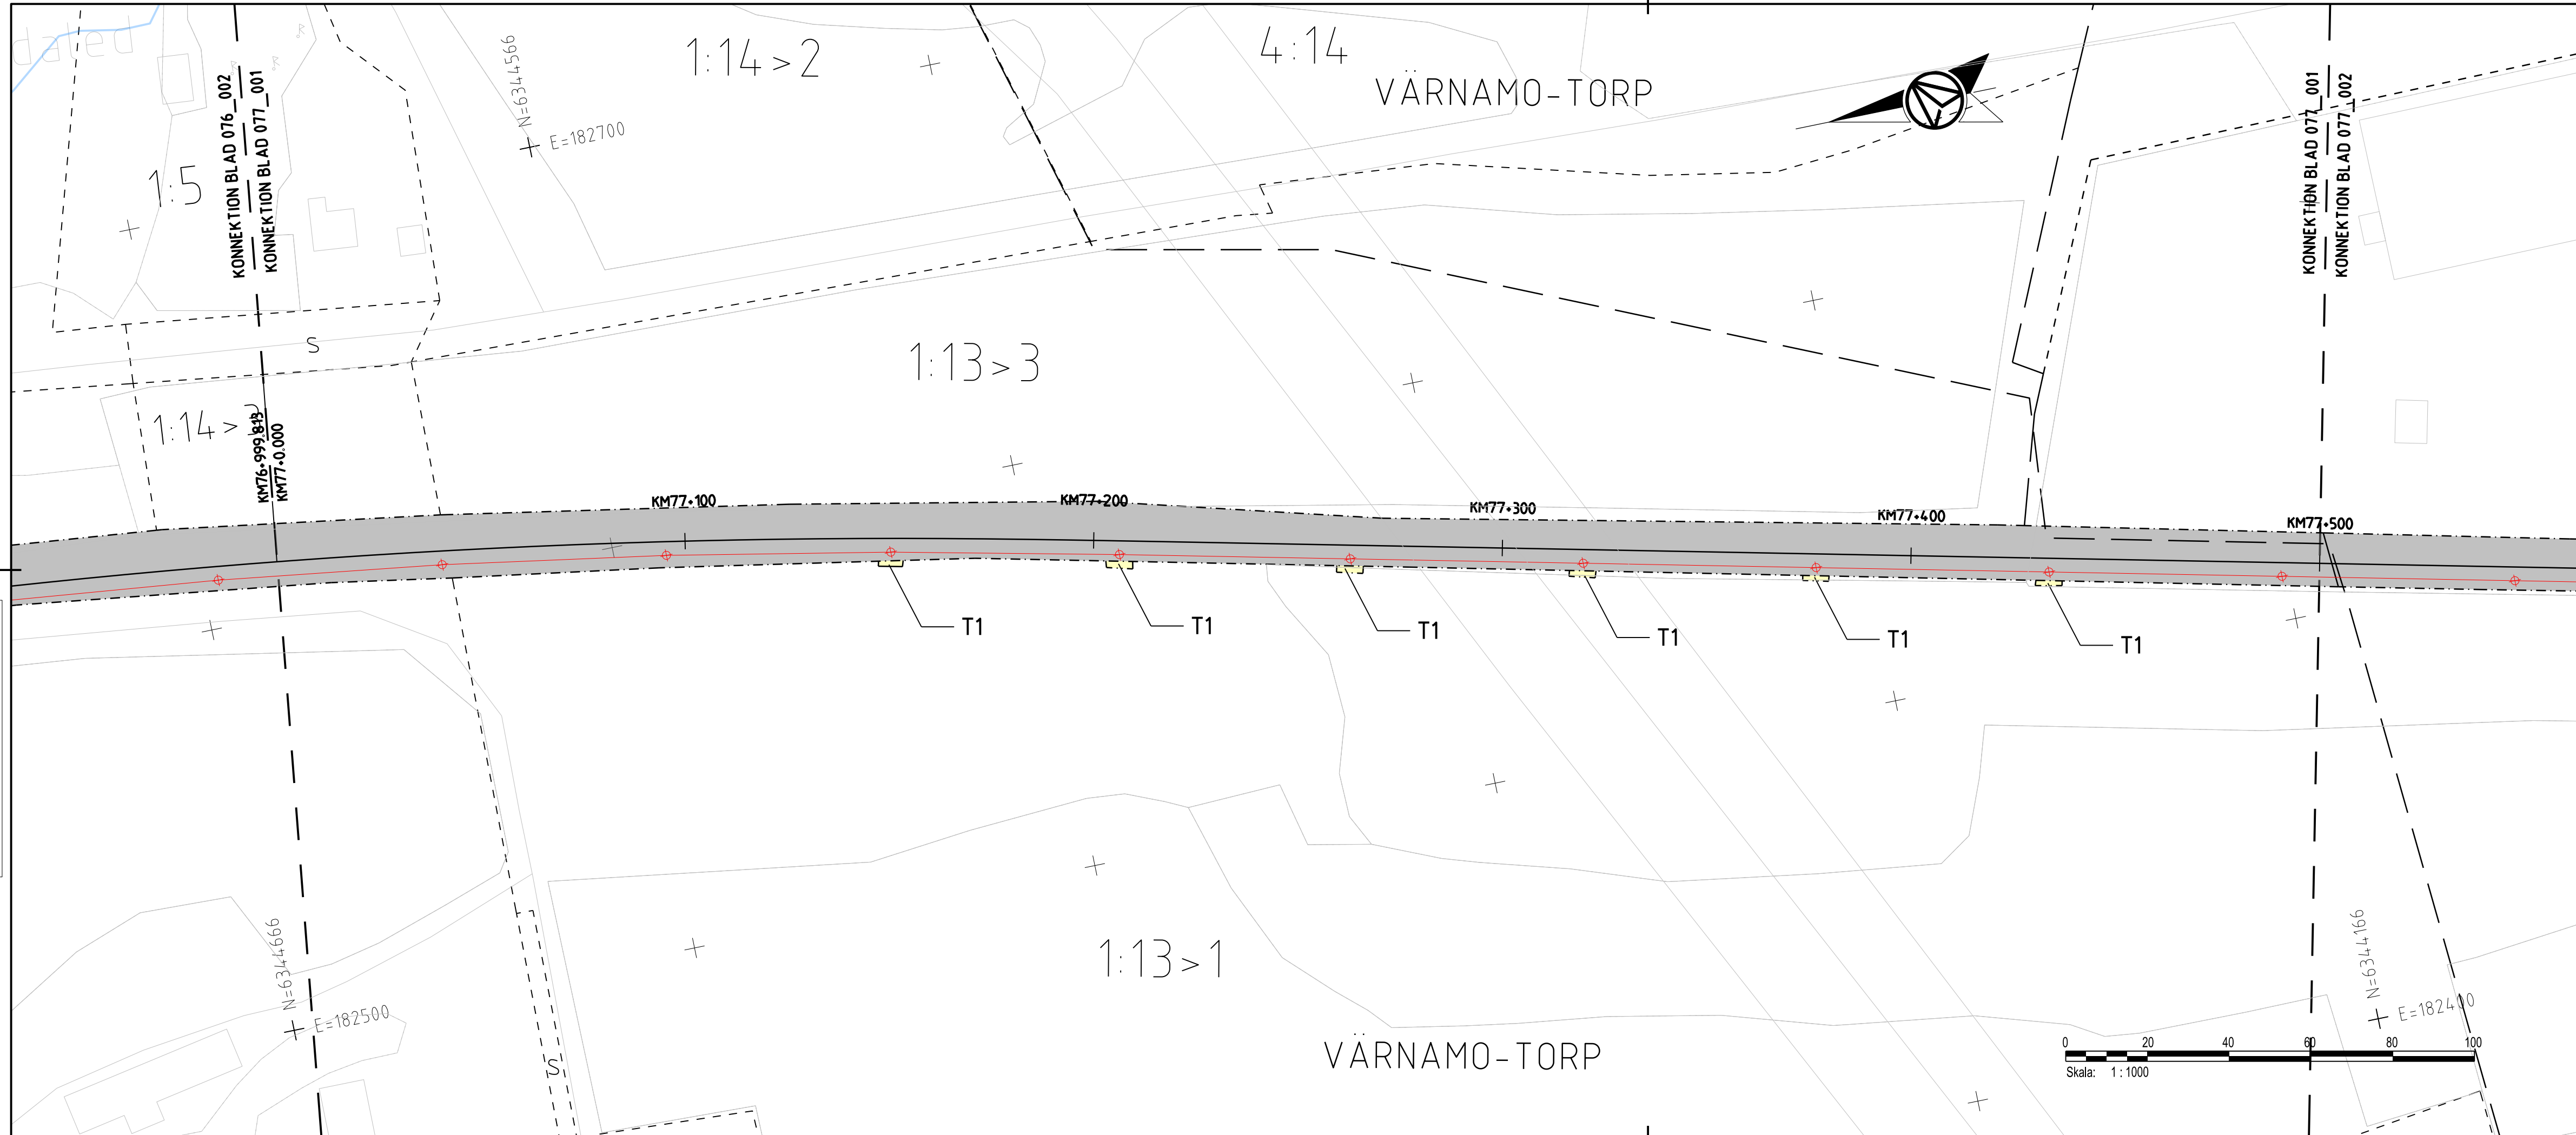 1:14>2
4:14
VÄRNAMO-TORP
N=6344566
E=182700
KONNEKTION BLAD 076_002
KONNEKTION BLAD 077_001
KONNEKTION BLAD 077_001
KONNEKTION BLAD 077_002
1:5
S
1:13>3
1:14>
KM76+999.813
KM77+0.000
KM77+100
KM77+200
KM77+300
KM77+400
KM77+500
T1
T1
T1
T1
T1
T1
1:13>1
N=6344666
E=182500
N=6344166
E=182400
VÄRNAMO-TORP
S
0 20 40 60 80 100
Skala: 1 : 1000